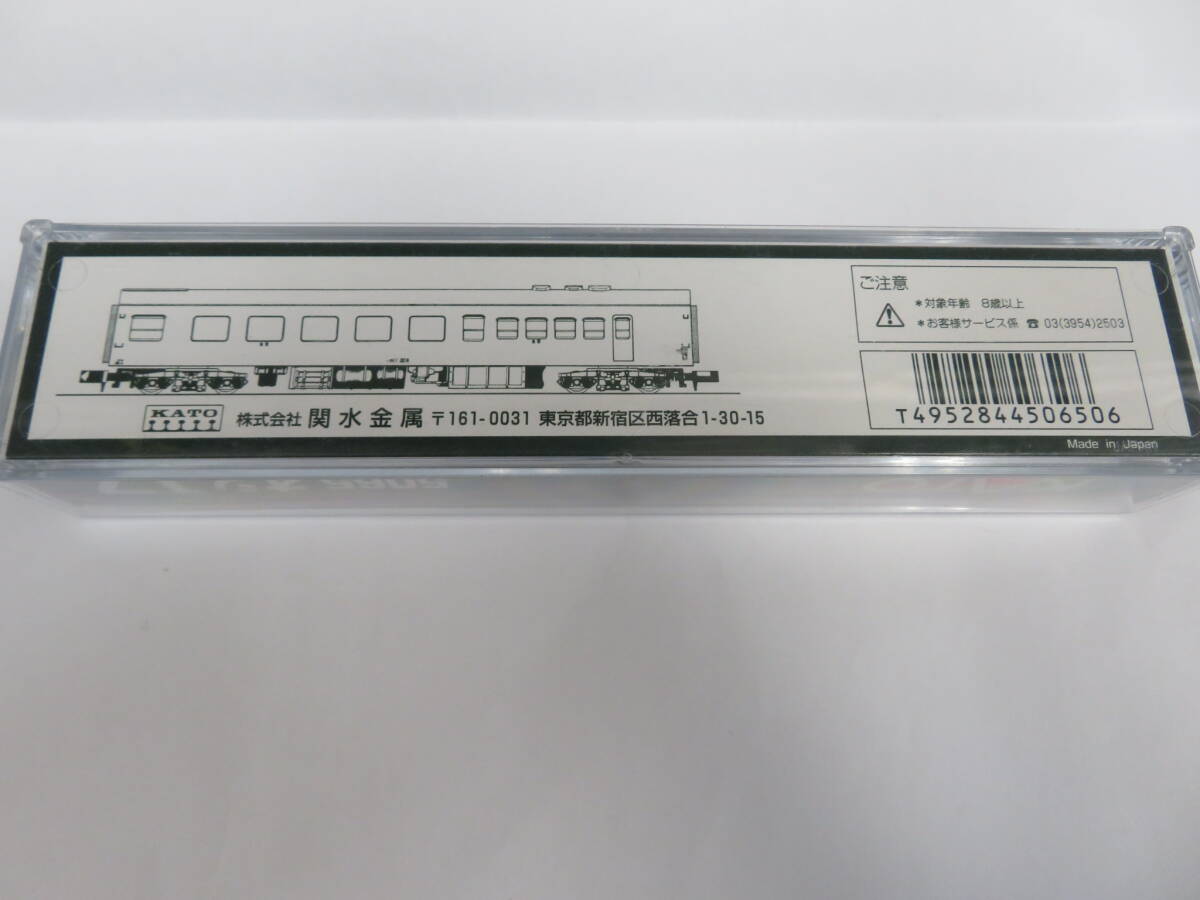 ご注意
*対象年齢 8歳以上
*お客様サービス係 ☎ 03(3954)2503
KATO 株式会社 関水金属 〒161-0031 東京都新宿区西落合1-30-15
T4952844506506
Made in Japan